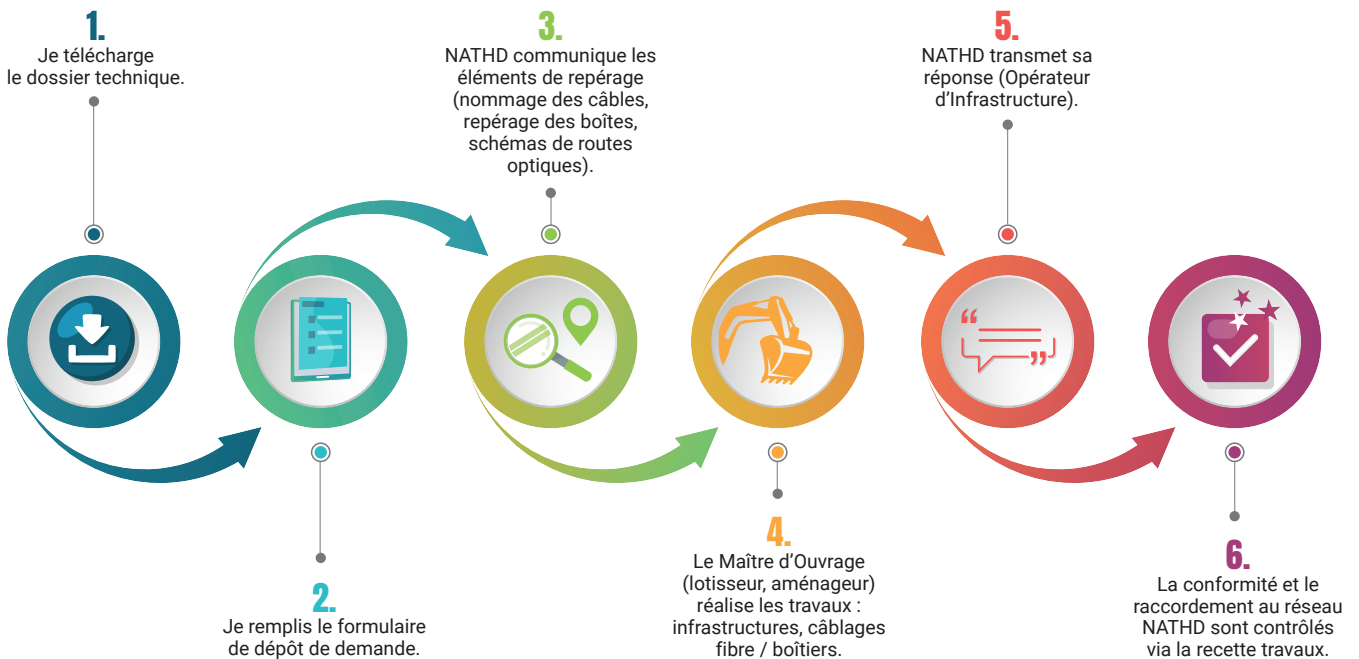 1.
Je télécharge
le dossier technique.
2.
Je remplis le formulaire
de dépôt de demande.
3.
NATHD communique les
éléments de repérage
(nommage des câbles,
repérage des boîtes,
schémas de routes
optiques).
4.
Le Maître d’Ouvrage
(lotisseur, aménageur)
réalise les travaux :
infrastructures, câblages
fibre / boîtiers.
5.
NATHD transmet sa
réponse (Opérateur
d’Infrastructure).
6.
La conformité et le
raccordement au réseau
NATHD sont contrôlés
via la recette travaux.